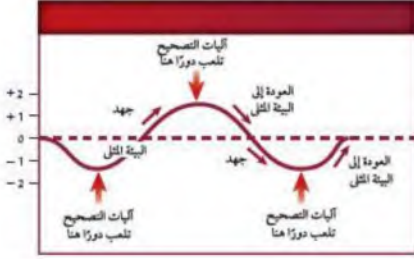 آليات التصحيح
تلعب دورًا هنا
+2
+1
0
-1
-2
جهد
العودة إلى
البيئة المثلى
البيئة المثلى
جهد
العودة إلى
البيئة المثلى
آليات التصحيح
تلعب دورًا هنا
آليات التصحيح
تلعب دورًا هنا